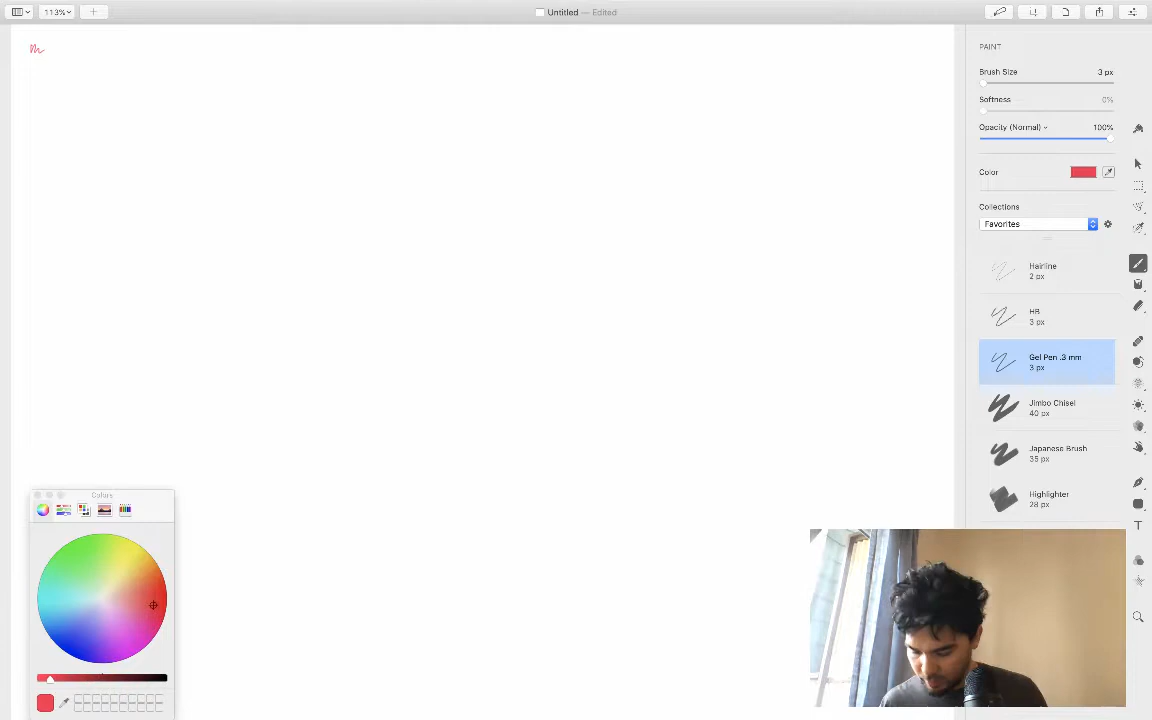 113%
Untitled — Edited
PAINT
Brush Size 3 px
Softness 0%
Opacity (Normal) 100%
Color
Collections
Favorites
Hairline
2 px
HB
3 px
Gel Pen .3 mm
3 px
Jimbo Chisel
40 px
Japanese Brush
35 px
Highlighter
28 px
Colors
m
T